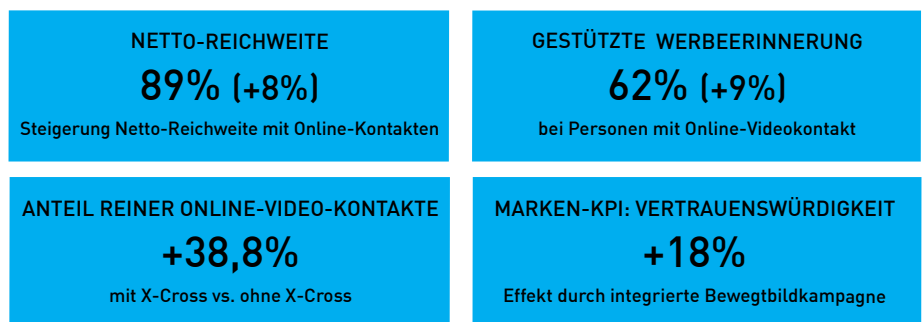 NETTO-REICHWEITE
89% (+8%)
Steigerung Netto-Reichweite mit Online-Kontakten
GESTÜTZTE WERBEERINNERUNG
62% (+9%)
bei Personen mit Online-Videokontakt
ANTEIL REINER ONLINE-VIDEO-KONTAKTE
+38,8%
mit X-Cross vs. ohne X-Cross
MARKEN-KPI: VERTRAUENSWÜRDIGKEIT
+18%
Effekt durch integrierte Bewegtbildkampagne